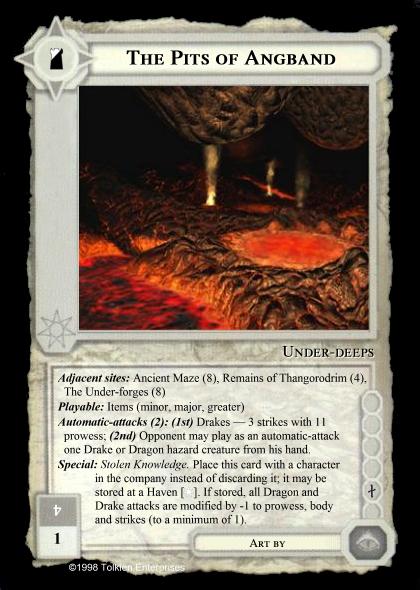 THE PITS OF ANGBAND
UNDER-DEEPS
Adjacent sites: Ancient Maze (8), Remains of Thangorodrim (4),
The Under-forges (8)
Playable: Items (minor, major, greater)
Automatic-attacks (2): (1st) Drakes — 3 strikes with 11
prowess; (2nd) Opponent may play as an automatic-attack
one Drake or Dragon hazard creature from his hand.
Special: Stolen Knowledge. Place this card with a character
in the company instead of discarding it; it may be
stored at a Haven [ ]. If stored, all Dragon and
Drake attacks are modified by -1 to prowess, body
and strikes (to a minimum of 1).
4
1
ART BY
©1998 Tolkien Enterprises